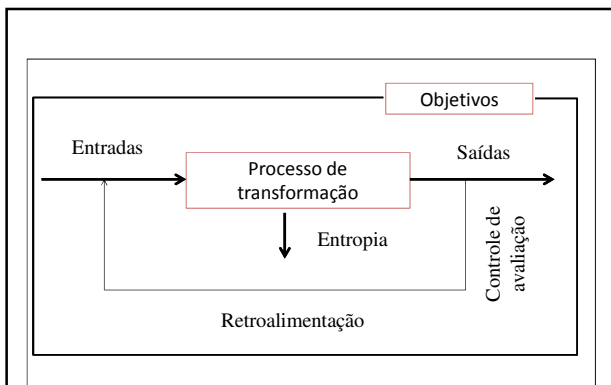 Objetivos
Entradas
Processo de
transformação
Saídas
Entropia
Controle de
avaliação
Retroalimentação